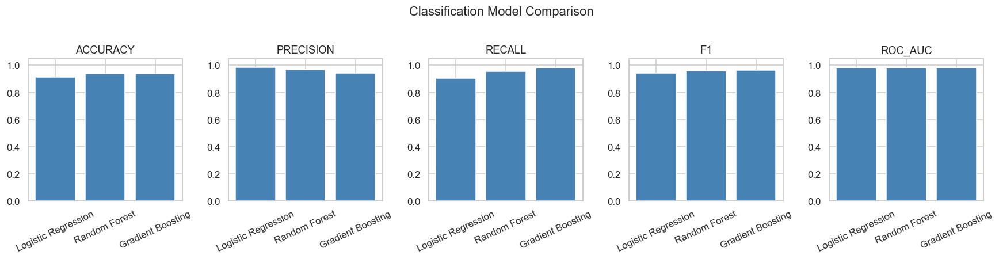 Classification Model Comparison
ACCURACY
1.0
0.8
0.6
0.4
0.2
0.0
Logistic Regression
Random Forest
Gradient Boosting
PRECISION
1.0
0.8
0.6
0.4
0.2
0.0
Logistic Regression
Random Forest
Gradient Boosting
RECALL
1.0
0.8
0.6
0.4
0.2
0.0
Logistic Regression
Random Forest
Gradient Boosting
F1
1.0
0.8
0.6
0.4
0.2
0.0
Logistic Regression
Random Forest
Gradient Boosting
ROC_AUC
1.0
0.8
0.6
0.4
0.2
0.0
Logistic Regression
Random Forest
Gradient Boosting